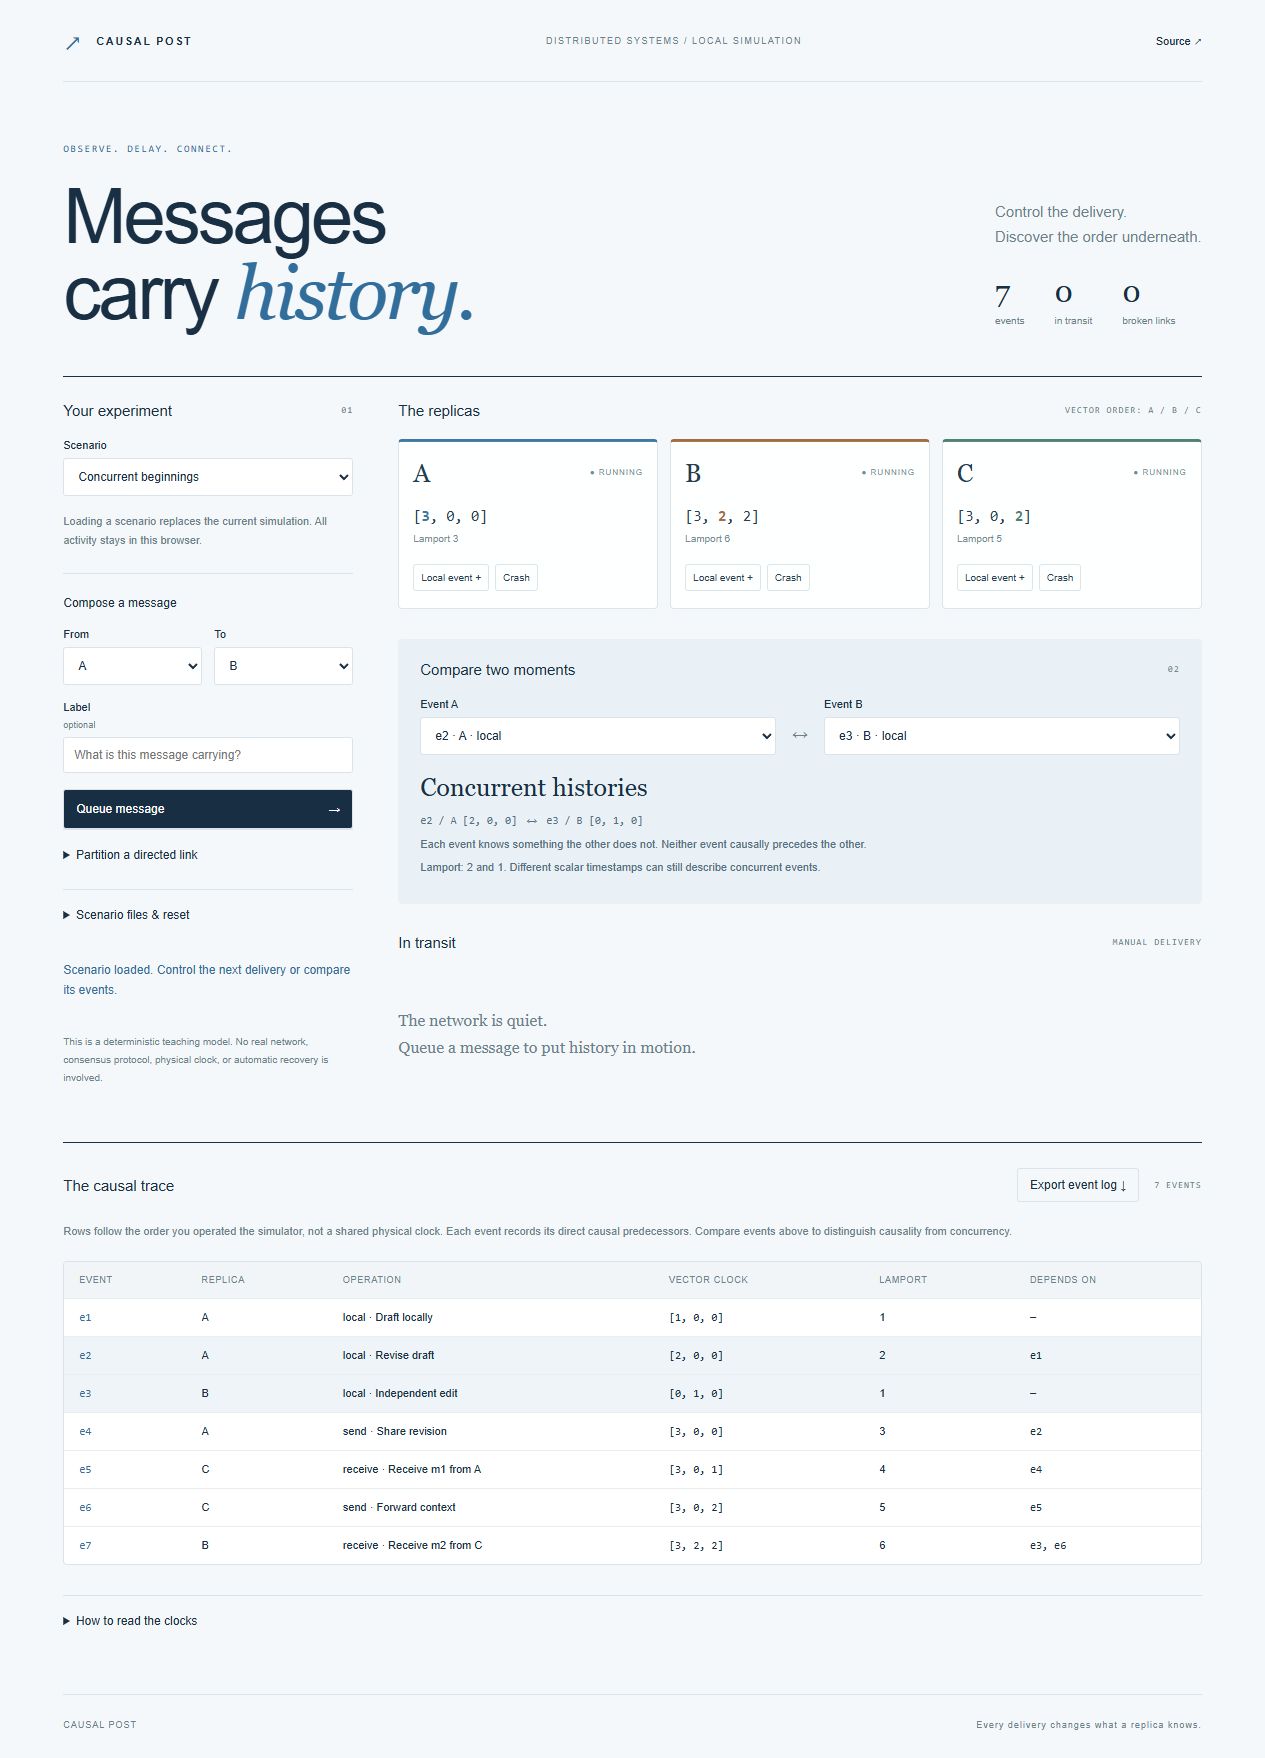 ↗ CAUSAL POST
DISTRIBUTED SYSTEMS / LOCAL SIMULATION
Source ↗
OBSERVE. DELAY. CONNECT.
Messages
carry history.
Control the delivery.
Discover the order underneath.
7 0 0
events in transit broken links
Your experiment 01
Scenario
Concurrent beginnings
Loading a scenario replaces the current simulation. All
activity stays in this browser.
Compose a message
From To
A B
Label
optional
What is this message carrying?
Queue message →
▶ Partition a directed link
▶ Scenario files & reset
Scenario loaded. Control the next delivery or compare
its events.
This is a deterministic teaching model. No real network,
consensus protocol, physical clock, or automatic recovery is
involved.
The replicas VECTOR ORDER: A / B / C
A • RUNNING
[3, 0, 0]
Lamport 3
Local event + Crash
B • RUNNING
[3, 2, 2]
Lamport 6
Local event + Crash
C • RUNNING
[3, 0, 2]
Lamport 5
Local event + Crash
Compare two moments 02
Event A Event B
e2 · A · local ↔ e3 · B · local
Concurrent histories
e2 / A [2, 0, 0] ↔ e3 / B [0, 1, 0]
Each event knows something the other does not. Neither event causally precedes the other.
Lamport: 2 and 1. Different scalar timestamps can still describe concurrent events.
In transit MANUAL DELIVERY
The network is quiet.
Queue a message to put history in motion.
The causal trace Export event log ↓ 7 EVENTS
Rows follow the order you operated the simulator, not a shared physical clock. Each event records its direct causal predecessors. Compare events above to distinguish causality from concurrency.
EVENT REPLICA OPERATION VECTOR CLOCK LAMPORT DEPENDS ON
e1 A local · Draft locally [1, 0, 0] 1 —
e2 A local · Revise draft [2, 0, 0] 2 e1
e3 B local · Independent edit [0, 1, 0] 1 —
e4 A send · Share revision [3, 0, 0] 3 e2
e5 C receive · Receive m1 from A [3, 0, 1] 4 e4
e6 C send · Forward context [3, 0, 2] 5 e5
e7 B receive · Receive m2 from C [3, 2, 2] 6 e3, e6
▶ How to read the clocks
CAUSAL POST Every delivery changes what a replica knows.